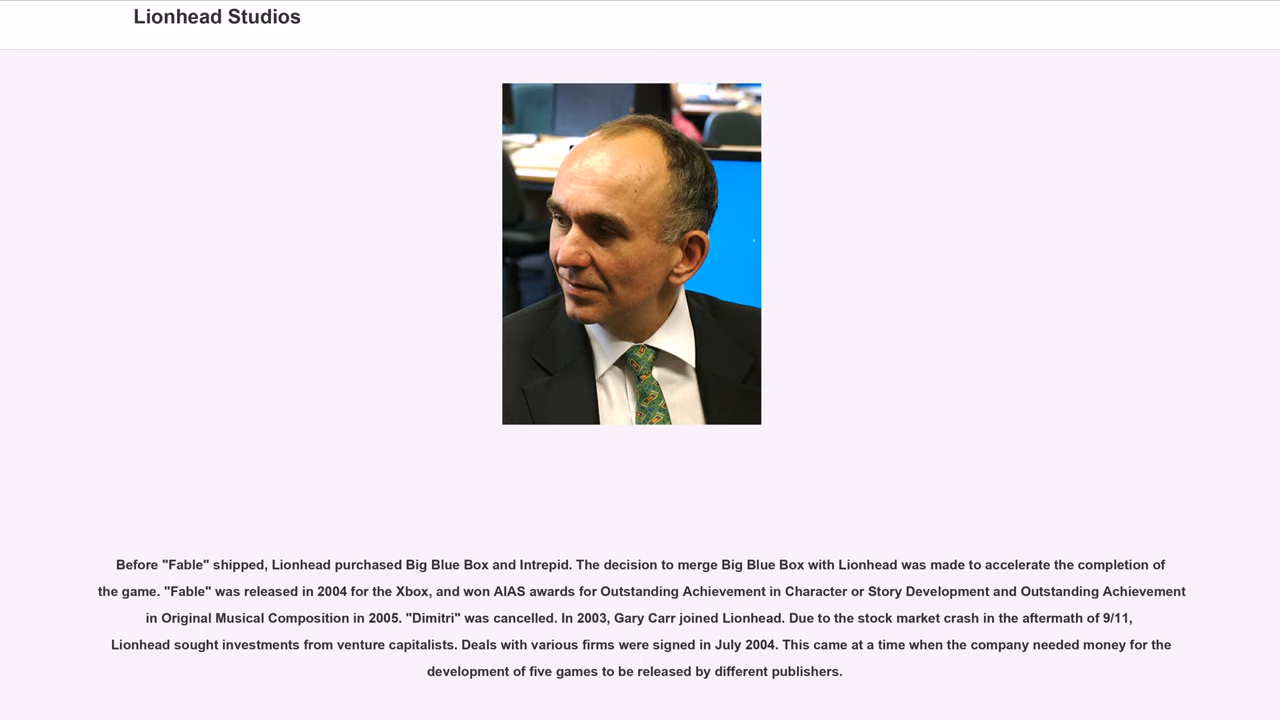 Lionhead Studios
Before "Fable" shipped, Lionhead purchased Big Blue Box and Intrepid. The decision to merge Big Blue Box with Lionhead was made to accelerate the completion of
the game. "Fable" was released in 2004 for the Xbox, and won AIAS awards for Outstanding Achievement in Character or Story Development and Outstanding Achievement
in Original Musical Composition in 2005. "Dimitri" was cancelled. In 2003, Gary Carr joined Lionhead. Due to the stock market crash in the aftermath of 9/11,
Lionhead sought investments from venture capitalists. Deals with various firms were signed in July 2004. This came at a time when the company needed money for the
development of five games to be released by different publishers.